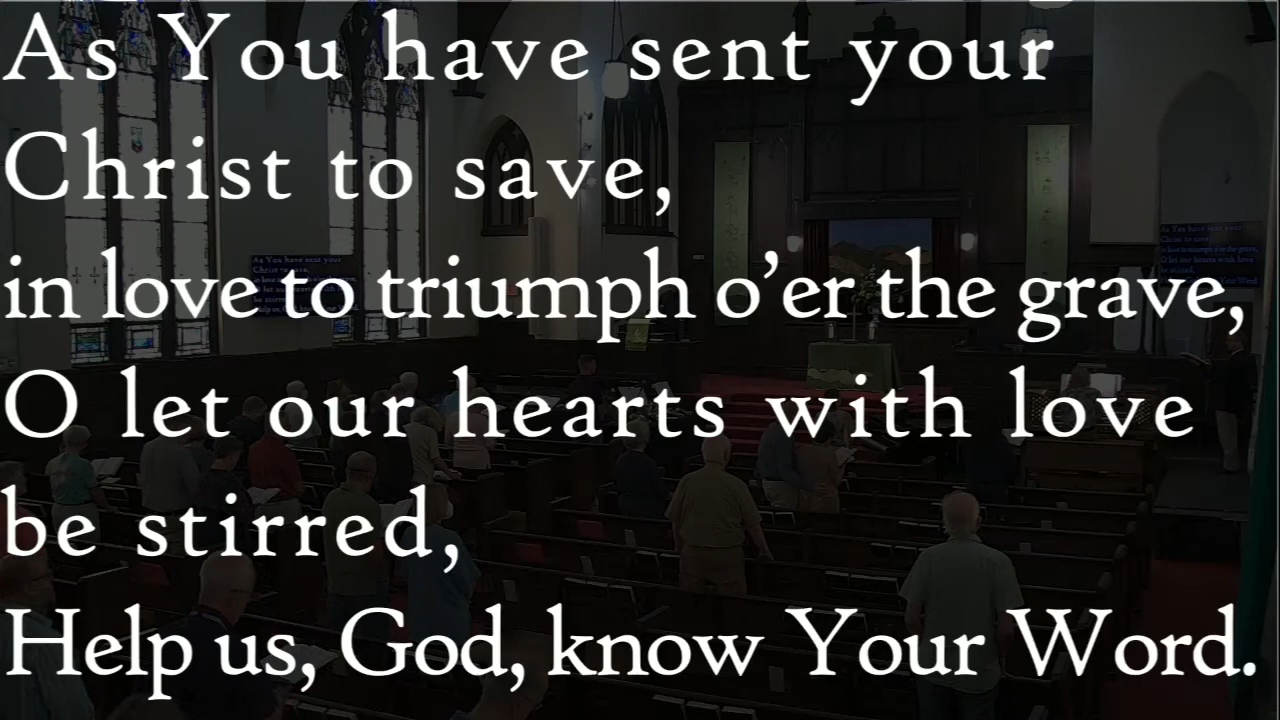 As You have sent your
Christ to save,
in love to triumph o’er the grave,
O let our hearts with love
be stirred,
Help us, God, know Your Word.